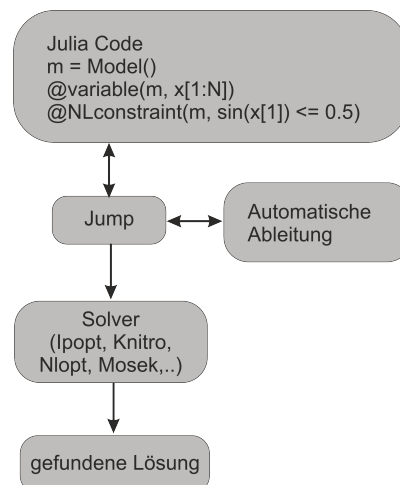 Julia Code
m = Model()
@variable(m, x[1:N])
@NLconstraint(m, sin(x[1]) <= 0.5)
Jump
Automatische
Ableitung
Solver
(Ipopt, Knitro,
Nlopt, Mosek,..)
gefundene Lösung